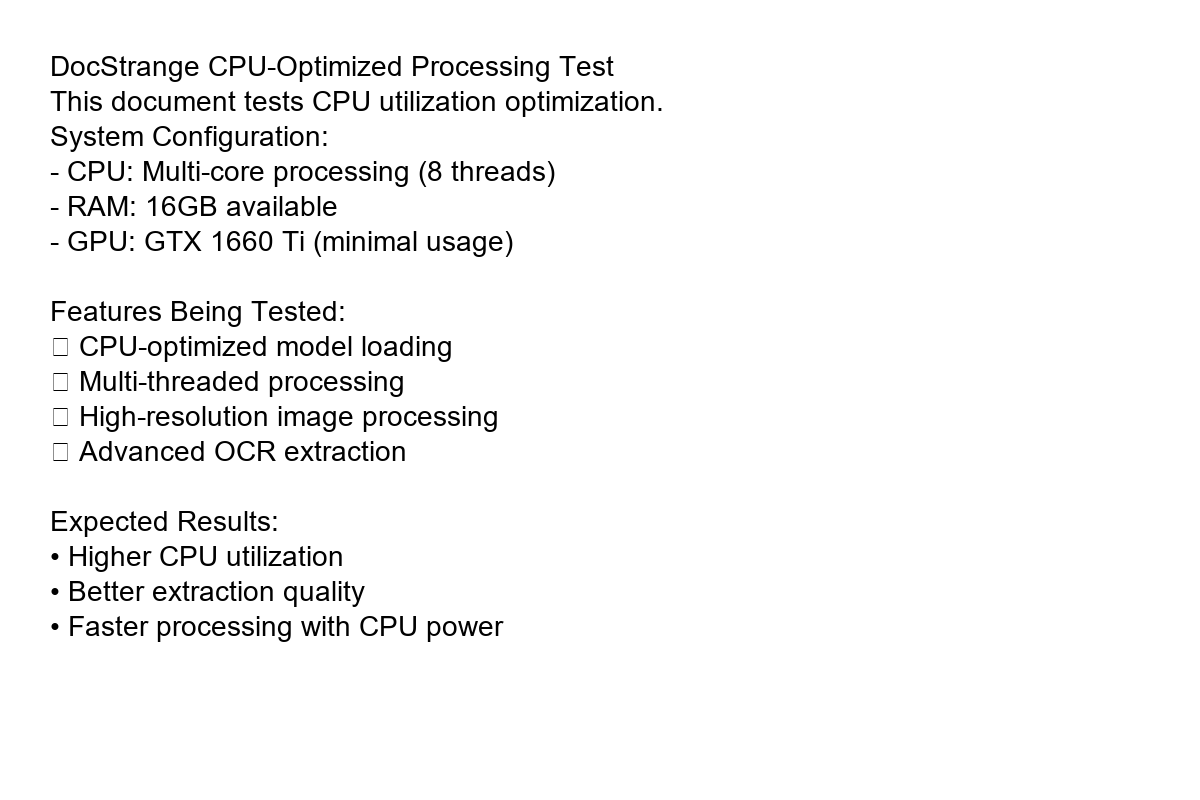 DocStrange CPU-Optimized Processing Test
This document tests CPU utilization optimization.
System Configuration:
- CPU: Multi-core processing (8 threads)
- RAM: 16GB available
- GPU: GTX 1660 Ti (minimal usage)
Features Being Tested:
□ CPU-optimized model loading
□ Multi-threaded processing
□ High-resolution image processing
□ Advanced OCR extraction
Expected Results:
• Higher CPU utilization
• Better extraction quality
• Faster processing with CPU power